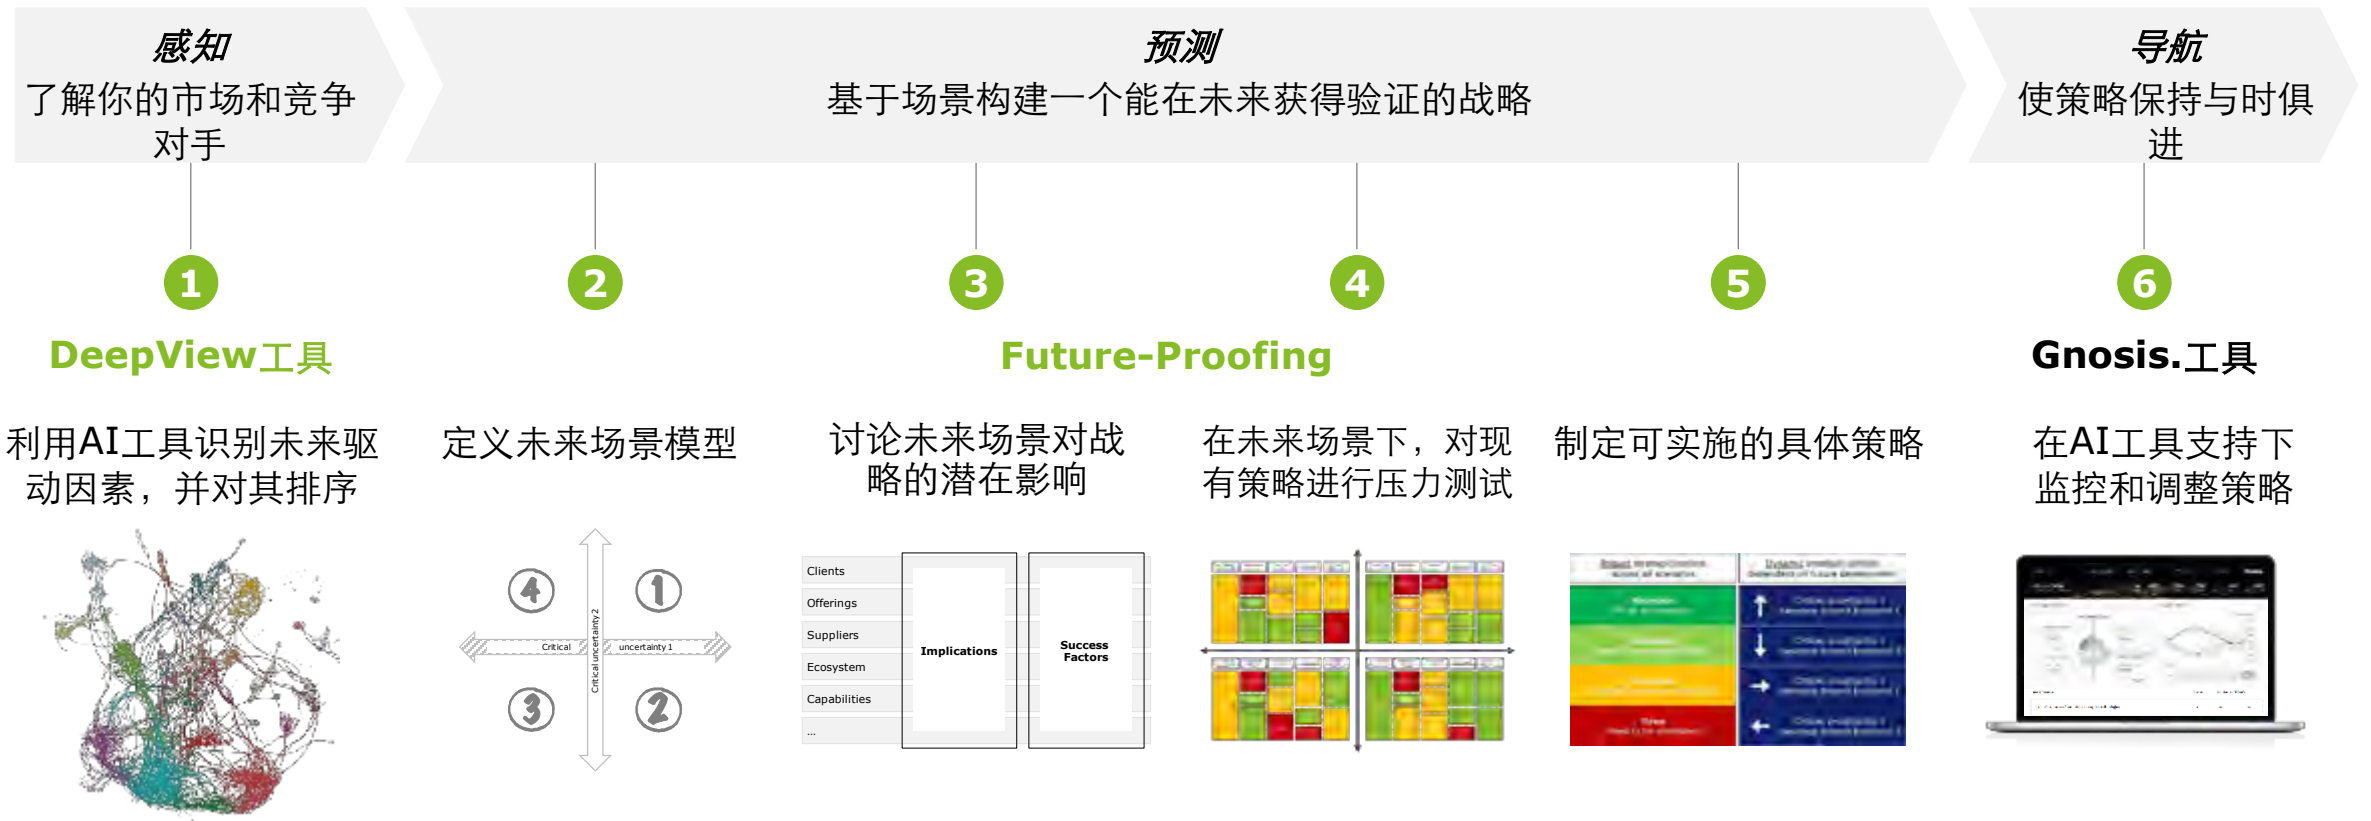 感知
了解你的市场和竞争
对手
预测
基于场景构建一个能在未来获得验证的战略
导航
使策略保持与时俱
进
1
2
3
4
5
6
DeepView工具
Future-Proofing
Gnosis.工具
利用AI工具识别未来驱
动因素，并对其排序
定义未来场景模型
讨论未来场景对战
略的潜在影响
在未来场景下，对现
有策略进行压力测试
制定可实施的具体策略
在AI工具支持下
监控和调整策略
4
1
Critical uncertainty 1
Critical uncertainty 2
3
2
Clients
Offerings
Suppliers
Ecosystem
Capabilities
...
Implications
Success
Factors